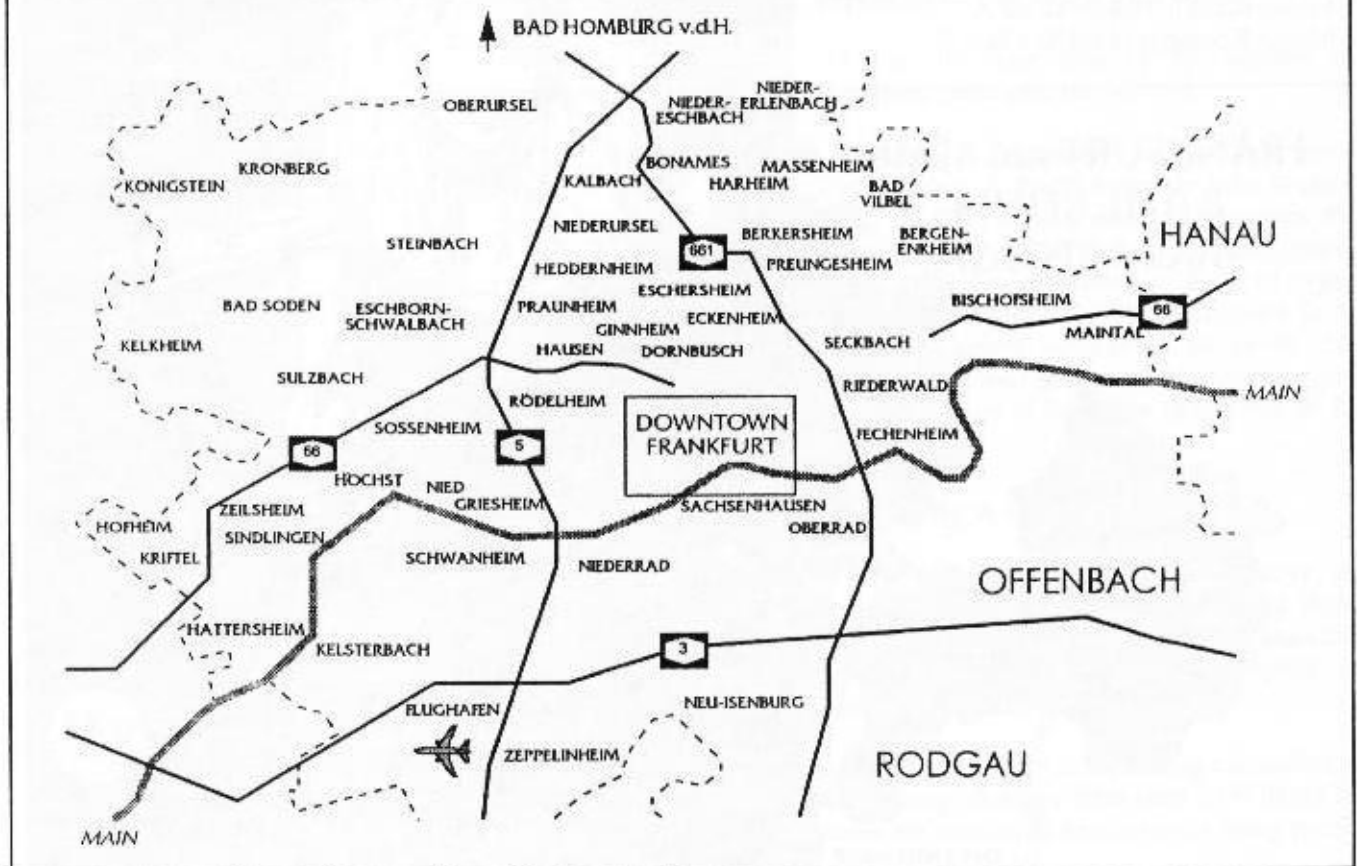 BAD HOMBURG v.d.H.
OBERURSEL
NIEDER-
ESCHBACH
NIEDER-
ERLENBACH
KRONBERG
KONIGSTEIN
BONAMES
MASSENHEIM
KALBACH
HARHEIM
BAD
VILBEL
STEINBACH
NIEDERURSEL
661
BERKERSHEIM
BERGEN-
ENKHEIM
HANAU
HEDDERNHEIM
PREUNGESHEIM
ESCHERSHEIM
BAD SODEN
ESCHBORN-
SCHWALBACH
PRAUNHEIM
GINNHEIM
ECKENHEIM
BISCHOFSHEIM
66
MAINTAL
KELKHEIM
HAUSEN
DORNBUSCH
SECKBACH
SULZBACH
RÖDELHEIM
RIEDERWALD
MAIN
SOSSENHEIM
DOWNTOWN
FRANKFURT
FECHENHEIM
66
5
HÖCHST
NIED
GRIESHEIM
SACHSENHAUSEN
OBERRAD
HOFHEIM
ZEILSHEIM
SINDLINGEN
KRIFTEL
SCHWANHEIM
NIEDERRAD
OFFENBACH
HATTERSHEIM
KELSTERBACH
3
FLUGHAFEN
NEU-ISENBURG
ZEPPELINHEIM
RODGAU
MAIN